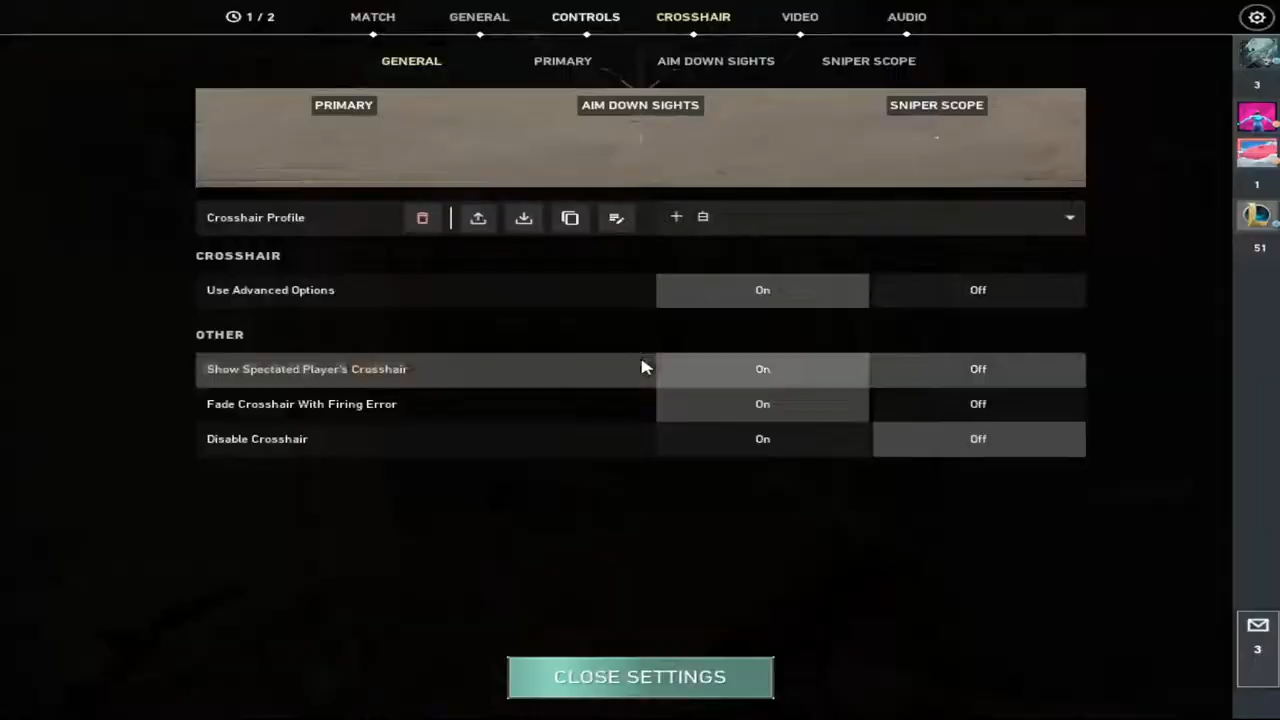 1 / 2
MATCH
GENERAL
CONTROLS
CROSSHAIR
VIDEO
AUDIO
GENERAL
PRIMARY
AIM DOWN SIGHTS
SNIPER SCOPE
PRIMARY
AIM DOWN SIGHTS
SNIPER SCOPE
Crosshair Profile
+ 白
CROSSHAIR
Use Advanced Options
On
Off
OTHER
Show Spectated Player's Crosshair
On
Off
Fade Crosshair With Firing Error
On
Off
Disable Crosshair
On
Off
CLOSE SETTINGS
3
1
51
3